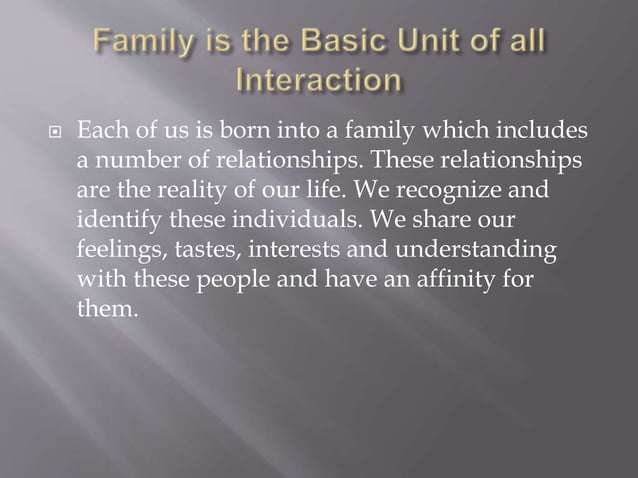 Family is the Basic Unit of all
Interaction
Each of us is born into a family which includes
a number of relationships. These relationships
are the reality of our life. We recognize and
identify these individuals. We share our
feelings, tastes, interests and understanding
with these people and have an affinity for
them.